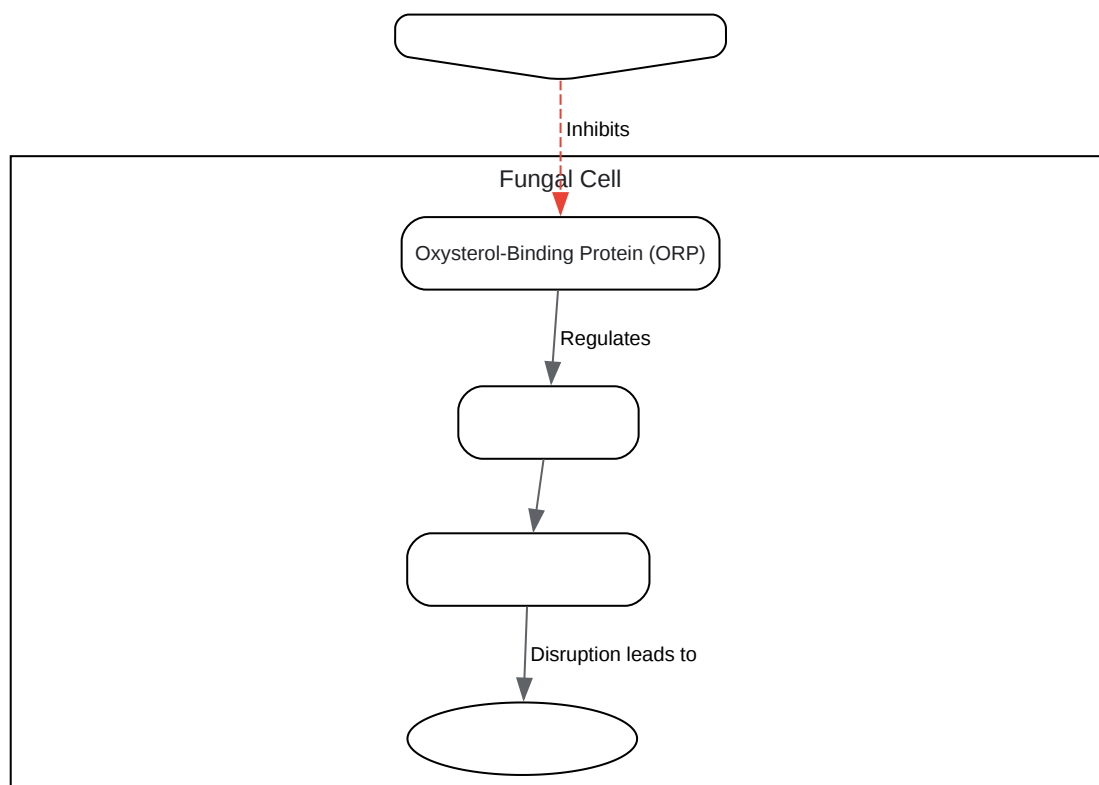 Inhibits
Fungal Cell
Oxysterol-Binding Protein (ORP)
Regulates
Disruption leads to